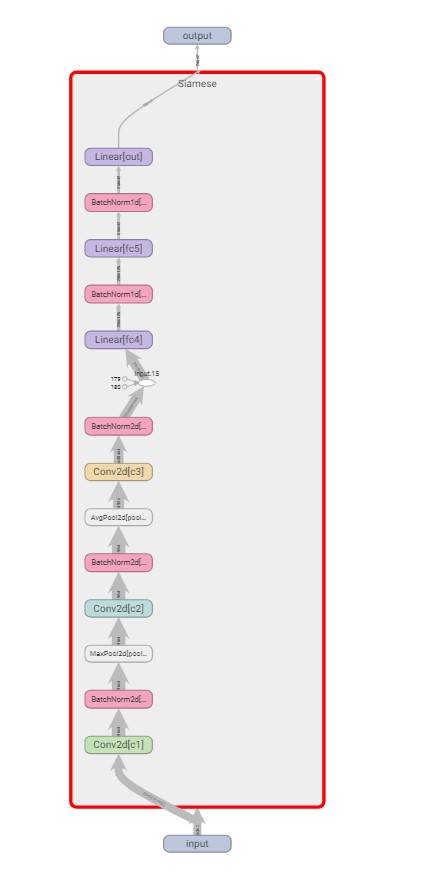 output
Siamese
Linear[out]
BatchNorm1d[...
Linear[fc5]
BatchNorm1d[...
Linear[fc4]
input.15
179
180
BatchNorm2d[...
Conv2d[c3]
AvgPool2d[pool...
BatchNorm2d[...
Conv2d[c2]
MaxPool2d[pool...
BatchNorm2d[...
Conv2d[c1]
input